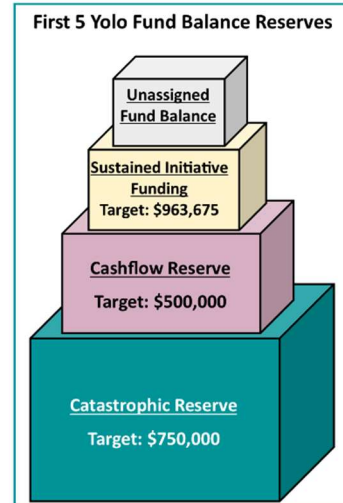 First 5 Yolo Fund Balance Reserves
Unassigned
Fund Balance
Sustained Initiative
Funding
Target: $963,675
Cashflow Reserve
Target: $500,000
Catastrophic Reserve
Target: $750,000